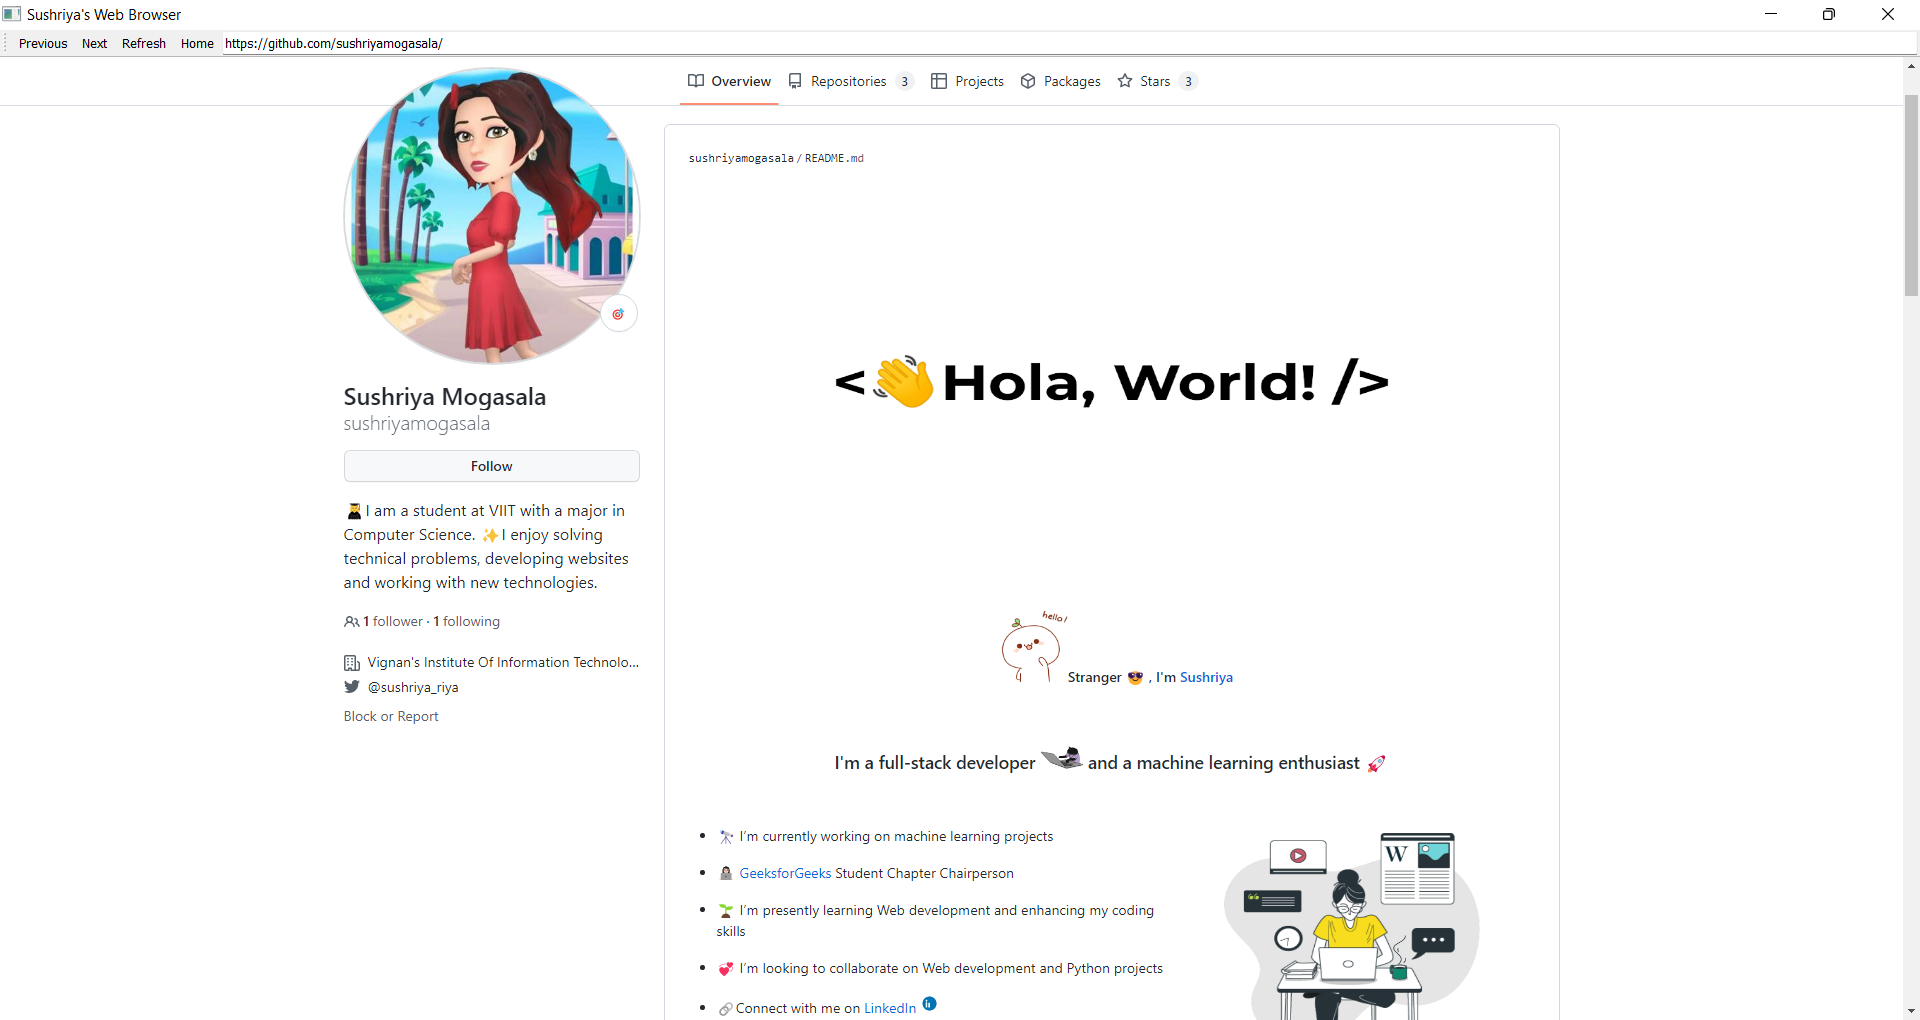 Sushriya's Web Browser
Previous Next Refresh Home https://github.com/sushriyamogasala/
Overview Repositories 3 Projects Packages Stars 3
sushriyamogasala / README.md
<👋Hola, World! />
Sushriya Mogasala
sushriyamogasala
Follow
👩‍🎓I am a student at VIIT with a major in
Computer Science. ✨I enjoy solving
technical problems, developing websites
and working with new technologies.
1 follower · 1 following
Vignan's Institute Of Information Technolo...
@sushriya_riya
Block or Report
hello!
Stranger 😎 , I'm Sushriya
I'm a full-stack developer and a machine learning enthusiast 🚀
• 🔭 I'm currently working on machine learning projects
• 👩‍💻 GeeksforGeeks Student Chapter Chairperson
• 🌱 I'm presently learning Web development and enhancing my coding
skills
• 💞 I'm looking to collaborate on Web development and Python projects
• 🔗Connect with me on LinkedIn in
W